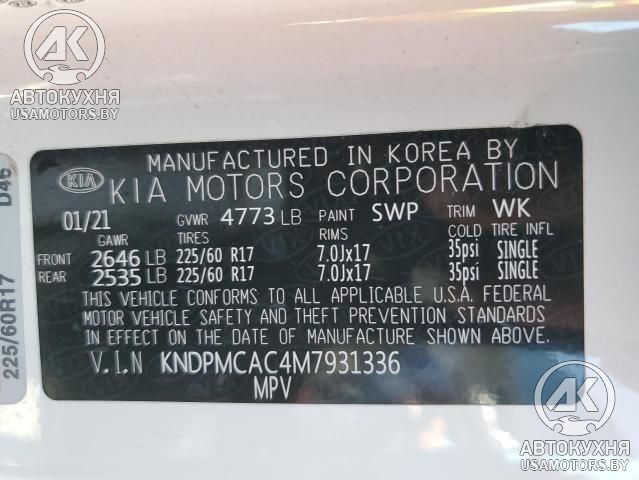 АК
АВТОКУХНЯ
USAMOTORS.BY
D46
225/60R17
MANUFACTURED IN KOREA BY
KIA KIA MOTORS CORPORATION
01/21 GVWR 4773 LB PAINT SWP TRIM WK
GAWR TIRES RIMS COLD TIRE INFL
FRONT 2646 LB 225/60 R17 7.0Jx17 35psi SINGLE
REAR 2535 LB 225/60 R17 7.0Jx17 35psi SINGLE
THIS VEHICLE CONFORMS TO ALL APPLICABLE U.S.A. FEDERAL
MOTOR VEHICLE SAFETY AND THEFT PREVENTION STANDARDS
IN EFFECT ON THE DATE OF MANUFACTURE SHOWN ABOVE.
V.I.N KNDPMCAC4M7931336
MPV
АК
АВТОКУХНЯ
USAMOTORS.BY